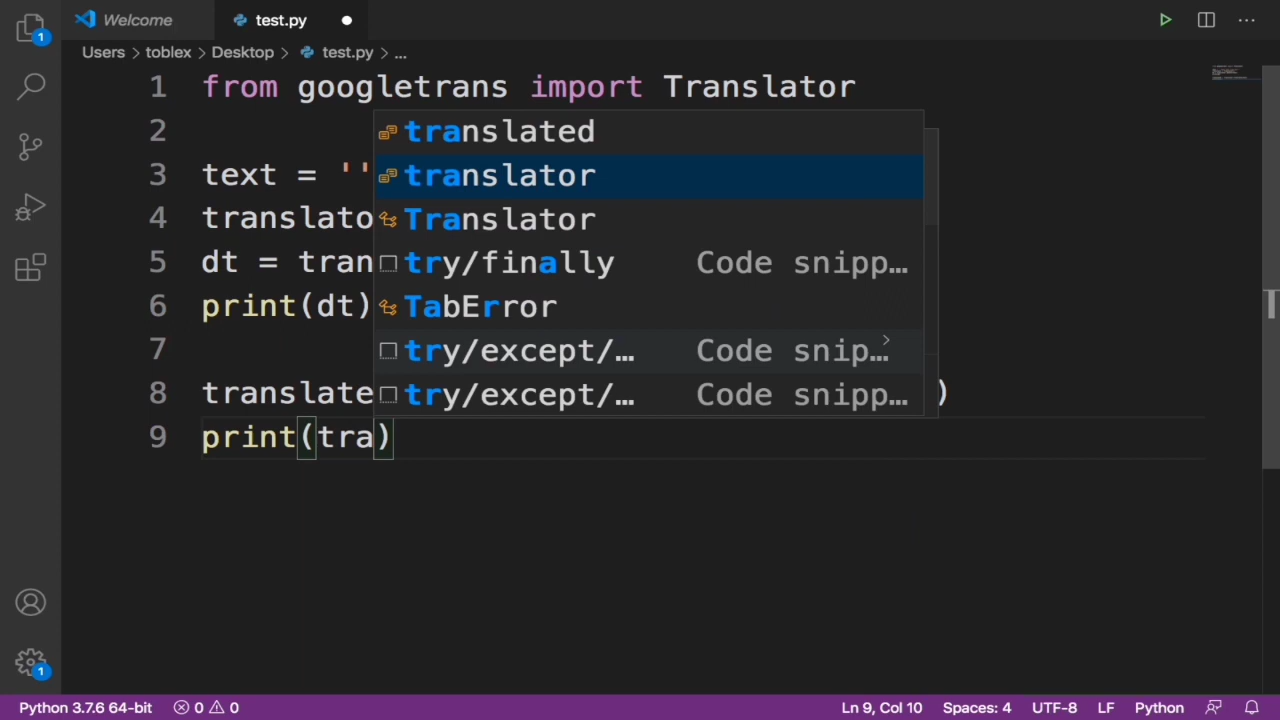 Welcome test.py
Users > toblex > Desktop > test.py > ...
1 from googletrans import Translator
2 translated
3 text = '' translator
4 translato Translator
5 dt = tran try/finally Code snipp…
6 print(dt) TabError
7 try/except/… Code snip…
8 translate try/except/… Code snipp… )
9 print(tra)
1
1
Python 3.7.6 64-bit 0 0 Ln 9, Col 10 Spaces: 4 UTF-8 LF Python